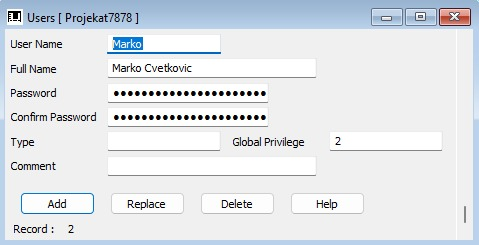 Users [ Projekat7878 ]
User Name Marko
Full Name Marko Cvetkovic
Password ●●●●●●●●●●●●●●●●●●●●●●
Confirm Password ●●●●●●●●●●●●●●●●●●●●●●
Type Global Privilege 2
Comment
Add Replace Delete Help
Record : 2